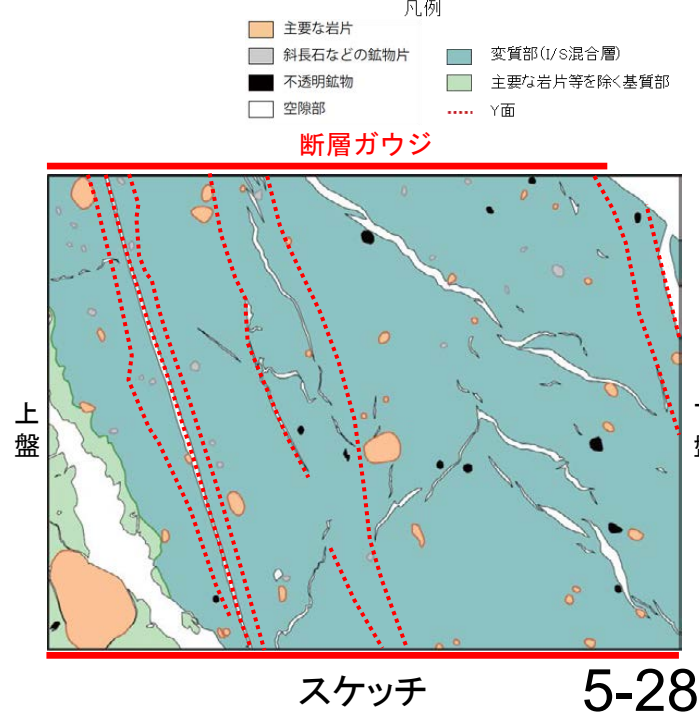 凡例
主要な岩片
斜長石などの鉱物片
不透明鉱物
空隙部
変質部(I/S混合層)
主要な岩片等を除く基質部
Y面
断層ガウジ
上盤
スケッチ
5-28